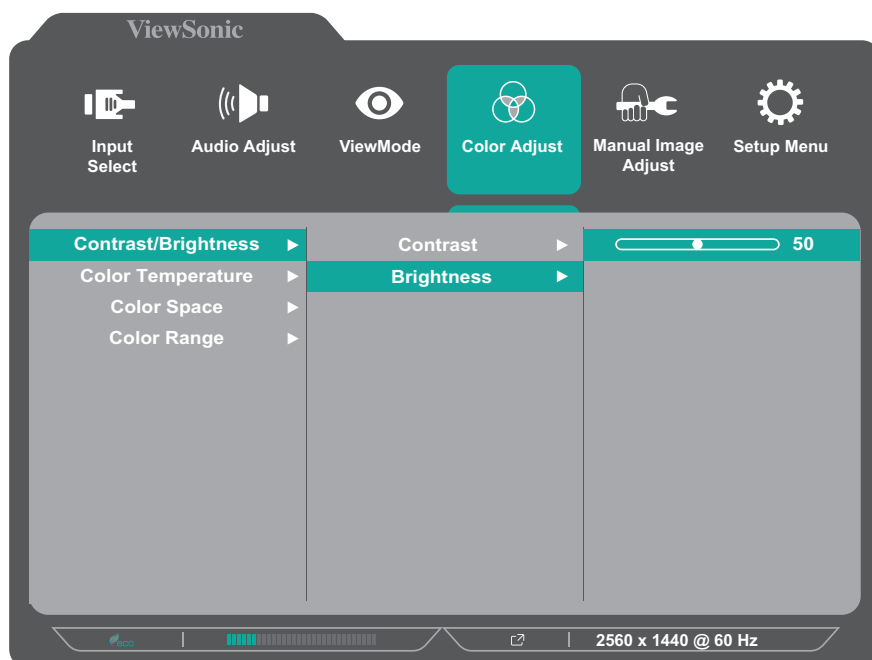 ViewSonic
Input Select
Audio Adjust
ViewMode
Color Adjust
Manual Image Adjust
Setup Menu
Contrast/Brightness
Contrast
50
Color Temperature
Brightness
Color Space
Color Range
eco
2560 x 1440 @ 60 Hz